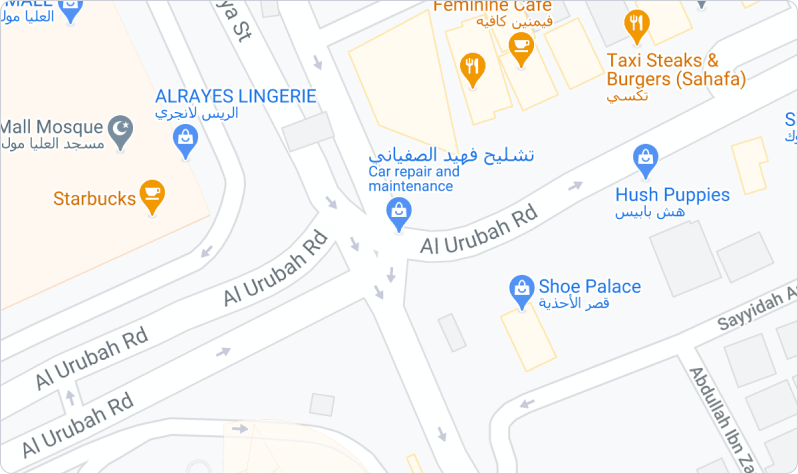 MALL
العليا مول
ya St
Feminine Cafe
فيمنين كافيه
Taxi Steaks &
Burgers (Sahafa)
تكسي
ALRAYES LINGERIE
الريس لانجري
Mall Mosque
مسجد العليا مول
Starbucks
تشليح فهيد الصفياني
Car repair and
maintenance
Hush Puppies
هش بابيس
Al Urubah Rd
Al Urubah Rd
Shoe Palace
قصر الأحذية
Al Urubah Rd
Al Urubah Rd
Sayyidah A
Abdullah Ibn Za